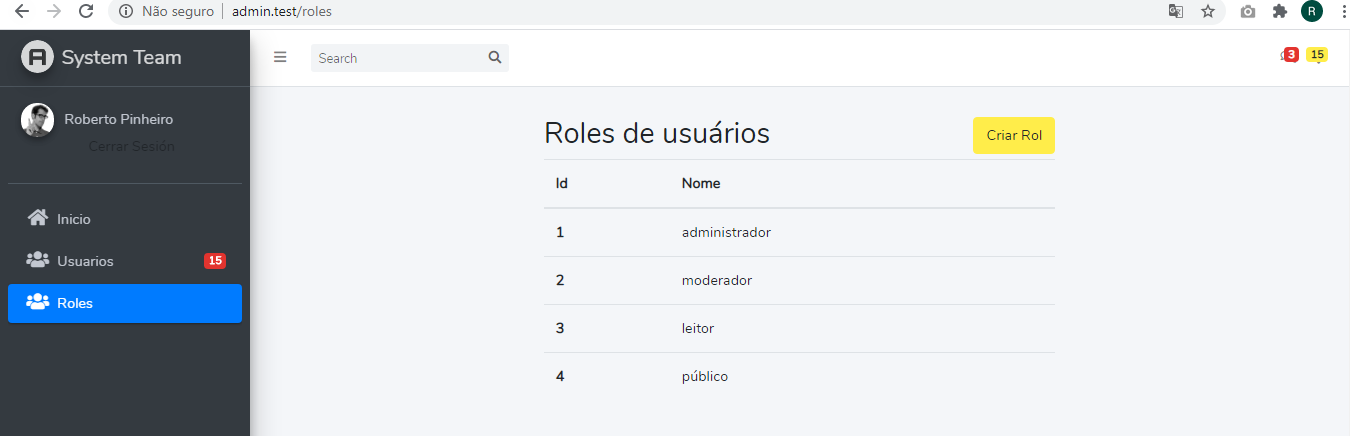 Não seguro | admin.test/roles
R
System Team
Search
3
15
Roberto Pinheiro
Cerrar Sesión
Inicio
Usuarios 15
Roles
Roles de usuários
Criar Rol
Id Nome
1 administrador
2 moderador
3 leitor
4 público